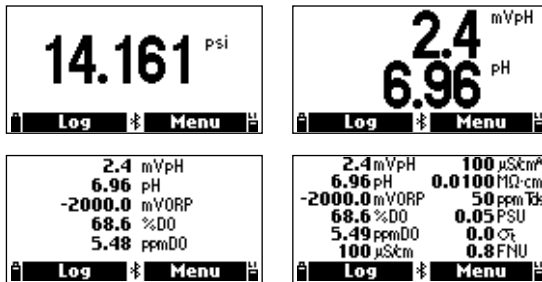 14.161 psi
Log Menu
2.4 mVpH
6.96 pH
Log Menu
2.4 mVpH
6.96 pH
-2000.0 mVORP
68.6 %DO
5.48 ppmDO
Log Menu
2.4 mVpH 100 µS/cmᴬ
6.96 pH 0.0100 MΩ·cm
-2000.0 mVORP 50 ppm Tds
68.6 %DO 0.05 PSU
5.49 ppmDO 0.0 σt
100 µS/cm 0.8 FNU
Log Menu